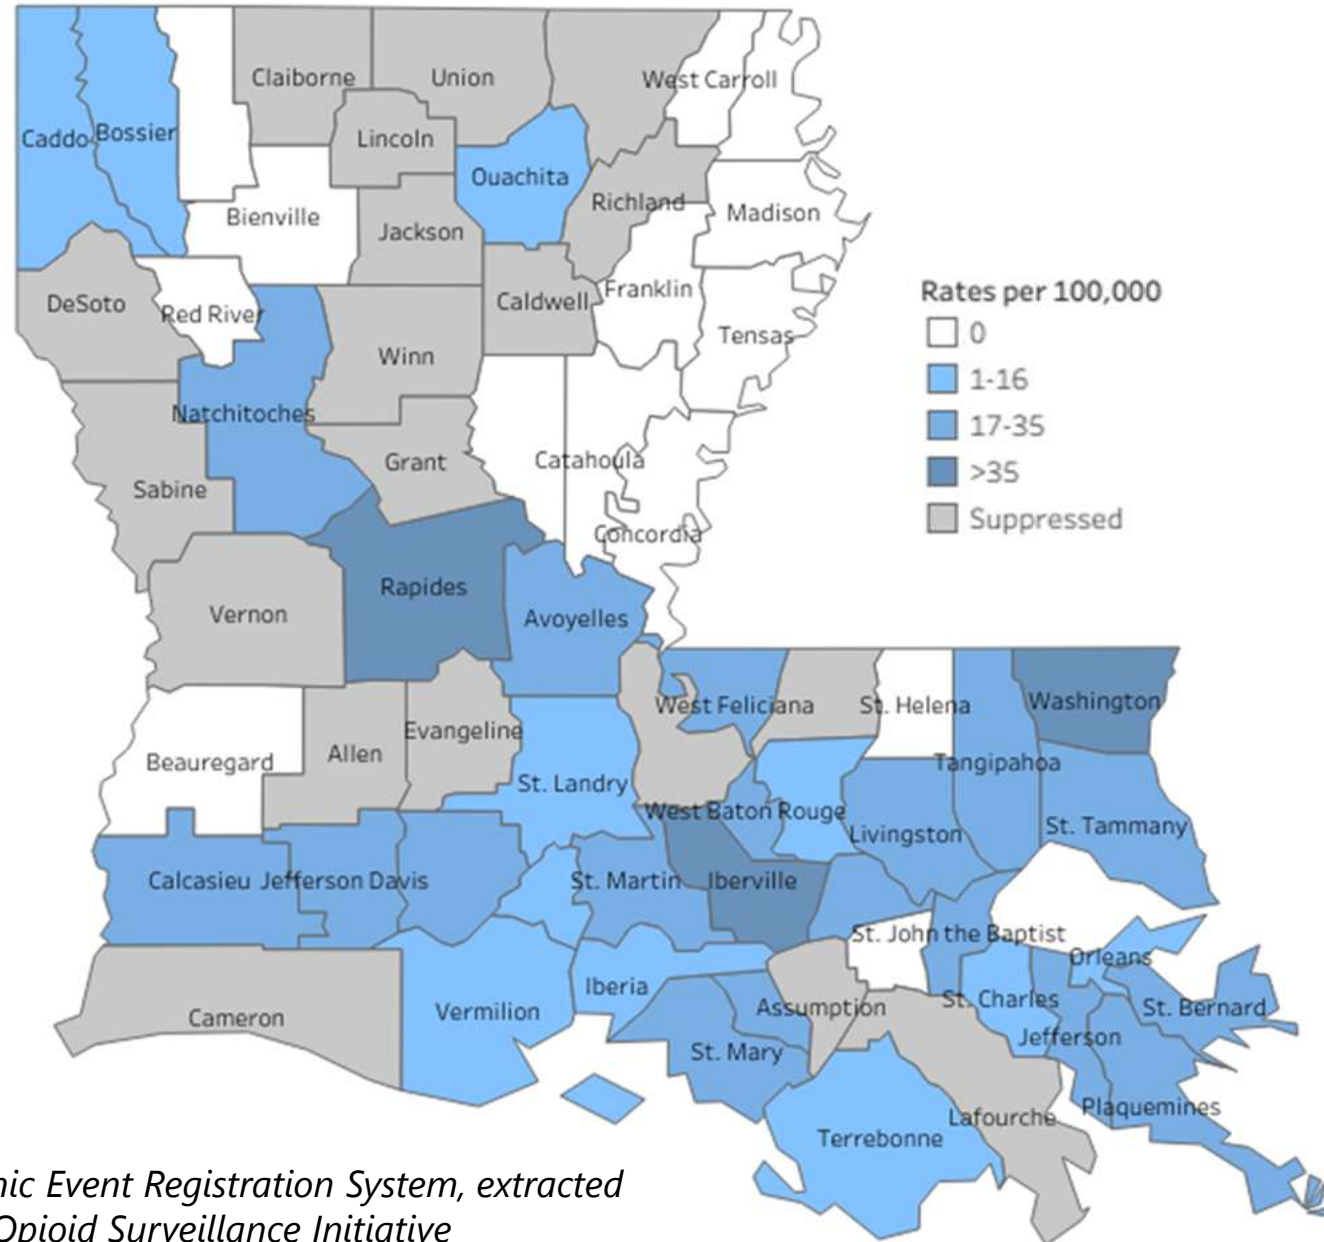 Claiborne
Union
West Carroll
Caddo
Bossier
Lincoln
Ouachita
Richland
Bienville
Jackson
Madison
DeSoto
Red River
Caldwell
Franklin
Tensas
Winn
Natchitoches
Grant
Catahoula
Sabine
Concordia
Rapides
Vernon
Avoyelles
Rates per 100,000
0
1-16
17-35
>35
Suppressed
West Feliciana
St. Helena
Washington
Evangeline
Beauregard
Allen
Tangipahoa
St. Landry
West Baton Rouge
Livingston
St. Tammany
Calcasieu
Jefferson Davis
St. Martin
Iberville
St. John the Baptist
Orleans
Iberia
Cameron
Vermilion
Assumption
St. Charles
St. Bernard
Jefferson
St. Mary
Plaquemines
Lafourche
Terrebonne
nic Event Registration System, extracted
Opioid Surveillance Initiative